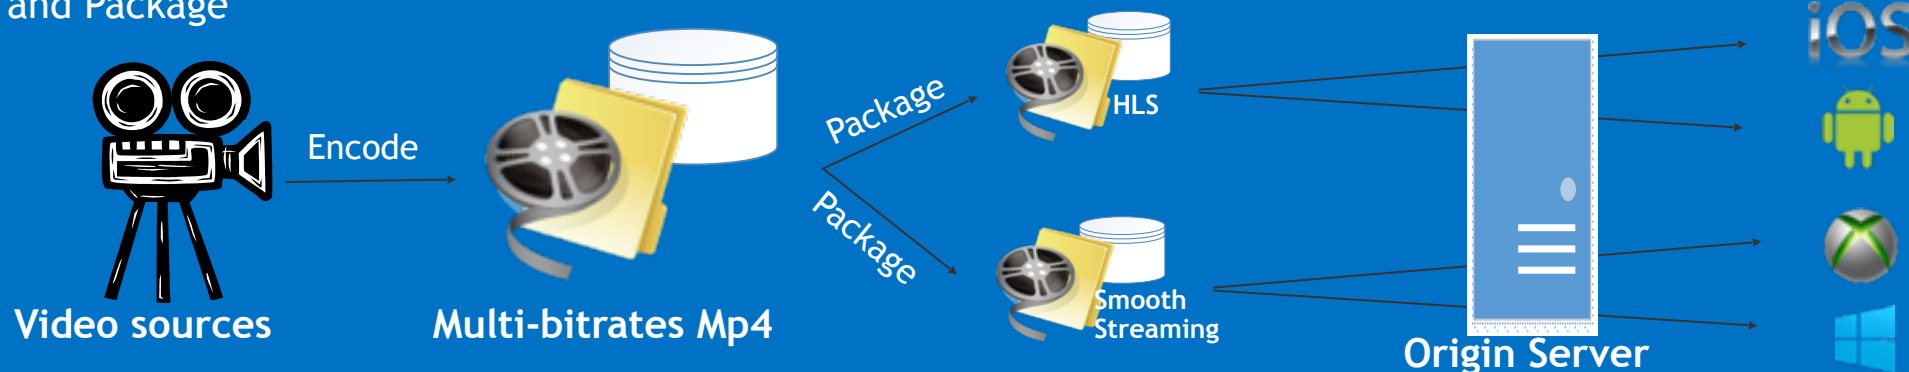 and Package
iOS
Encode
Package
HLS
Package
Smooth
Streaming
Video sources
Multi-bitrates Mp4
Origin Server